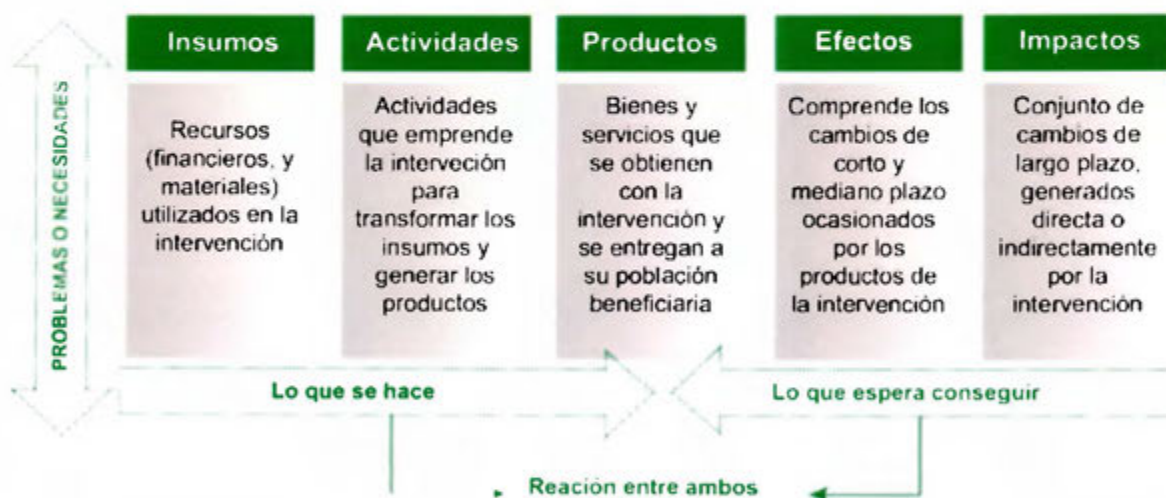 PROBLEMAS O NECESIDADES
Insumos
Recursos
(financieros, y
materiales)
utilizados en la
intervención
Actividades
Actividades
que emprende
la interveción
para
transformar los
insumos y
generar los
productos
Productos
Bienes y
servicios que
se obtienen
con la
intervención y
se entregan a
su población
beneficiaria
Efectos
Comprende los
cambios de
corto y
mediano plazo
ocasionados
por los
productos de
la intervención
Impactos
Conjunto de
cambios de
largo plazo,
generados
directa o
indirectamente
por la
intervención
Lo que se hace
Lo que espera conseguir
Reación entre ambos